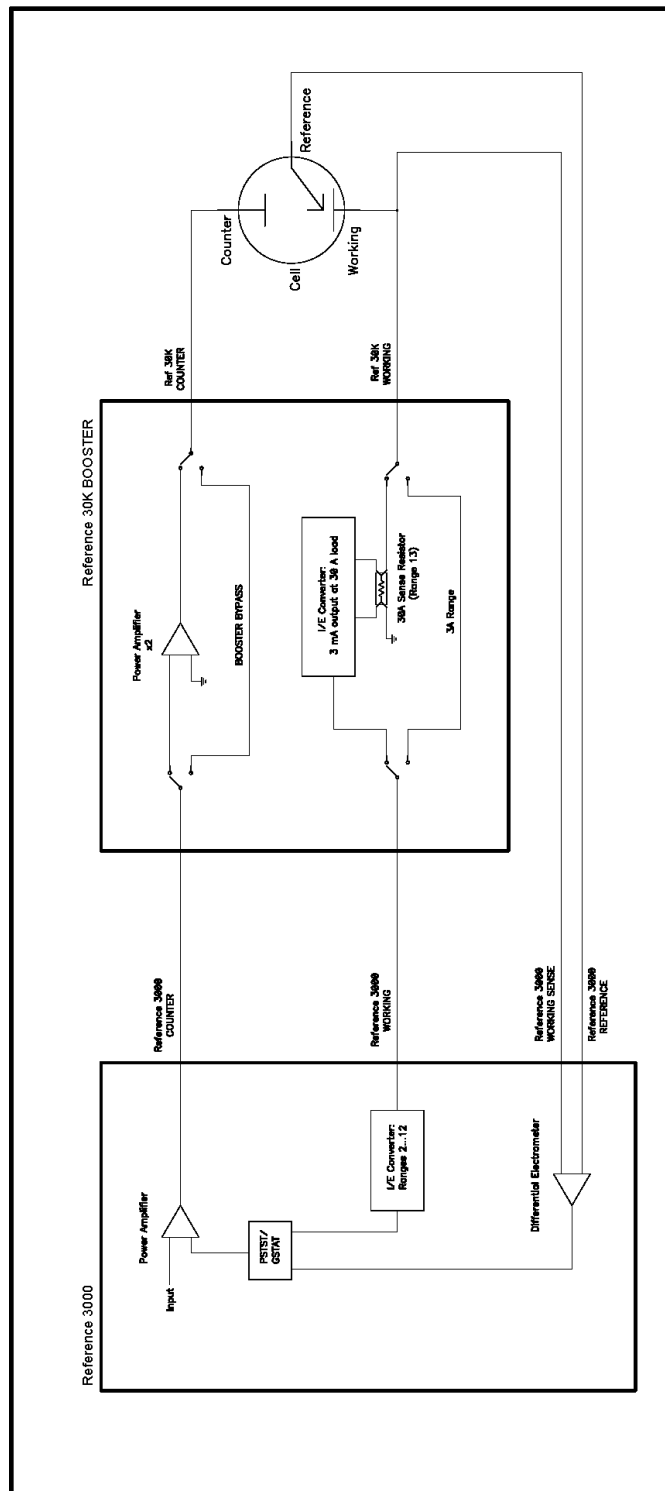 Reference 3000
Power Amplifier
Input
PSTST/
GSTAT
I/E Converter:
Ranges 2...12
Differential Electrometer
Reference 3000
COUNTER
Reference 3000
WORKING
Reference 3000
WORKING SENSE
Reference 3000
REFERENCE
Reference 30K BOOSTER
Power Amplifier
x2
BOOSTER BYPASS
I/E Converter:
3 mA output at 30 A load
30A Sense Resistor
(Range 13)
3A Range
Ref 30K
COUNTER
Ref 30K
WORKING
Counter
Cell
Working
Reference